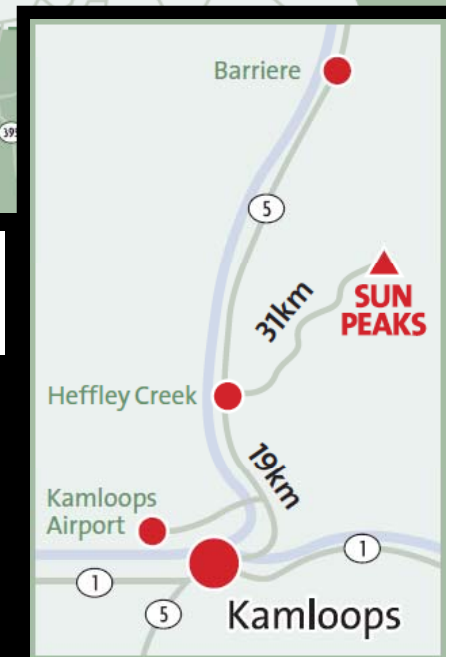 Barriere
5
SUN
PEAKS
31km
Heffley Creek
19km
Kamloops
Airport
1
1
5
Kamloops